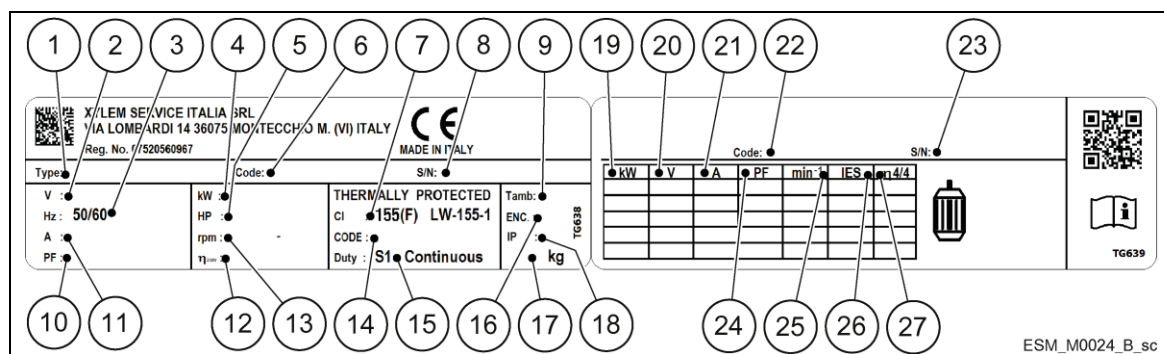 1 2 3 4 5 6 7 8 9 19 20 21 22 23
XYLEM SERVICE ITALIA SRL
VIA LOMBARDI 14 36075 MONTECCHIO M. (VI) ITALY
Reg. No. 07520560967
CE
MADE IN ITALY
Type:
Code:
S/N:
V :
Hz : 50/60
A :
PF :
kW :
HP :
rpm : -
THERMALLY PROTECTED
Cl : 155(F) LW-155-1
CODE :
Duty : S1 Continuous
Tamb:
ENC.
IP :
kg
TG638
Code:
S/N:
kW V A PF min-1 IES η4/4
i
TG639
10 11 12 13 14 15 16 17 18 24 25 26 27
ESM_M0024_B_sc